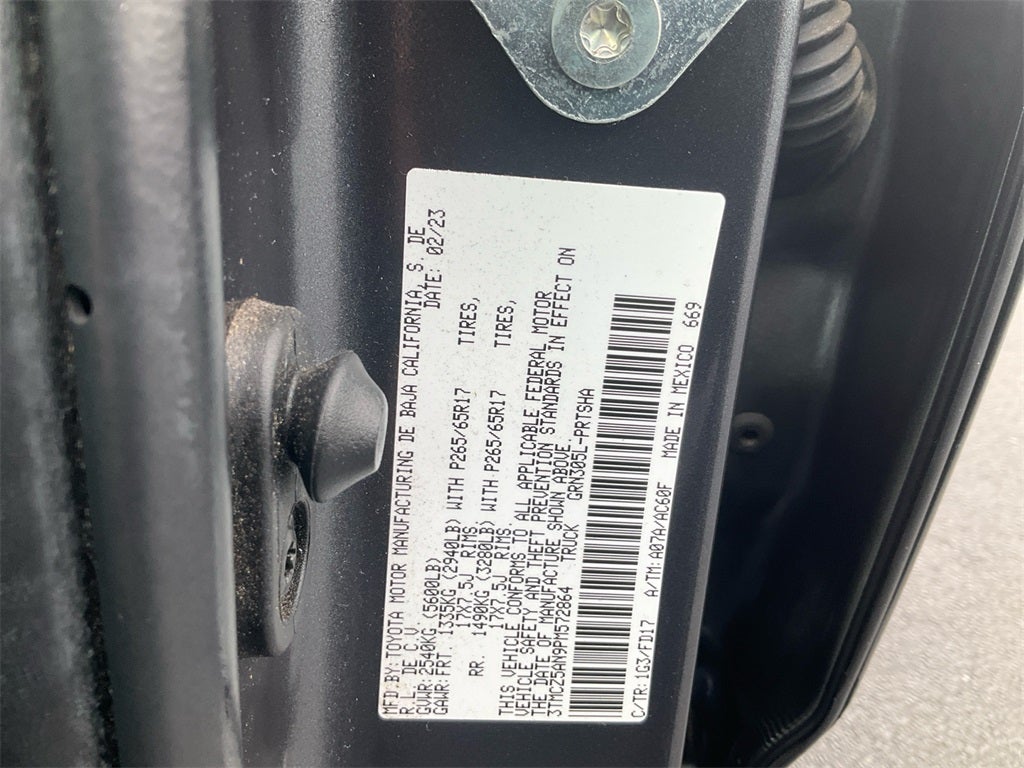 MFD.BY:TOYOTA MOTOR MANUFACTURING DE BAJA CALIFORNIA, S. DE
R. L. DE C. V. DATE: 02/23
GVWR:2540KG (5600LB)
GAWR:FRT. 1335KG (2940LB) WITH P265/65R17 TIRES,
17X7.5J RIMS.
RR. 1490KG (3280LB) WITH P265/65R17 TIRES,
17X7.5J RIMS.
THIS VEHICLE CONFORMS TO ALL APPLICABLE FEDERAL MOTOR
VEHICLE SAFETY AND THEFT PREVENTION STANDARDS IN EFFECT ON
THE DATE OF MANUFACTURE SHOWN ABOVE.
3TMCZ5AN9PM572864 TRUCK GRN305L-PRTSHA
C/TR:1G3/FD17 A/TM:A07A/AC60F MADE IN MEXICO 669